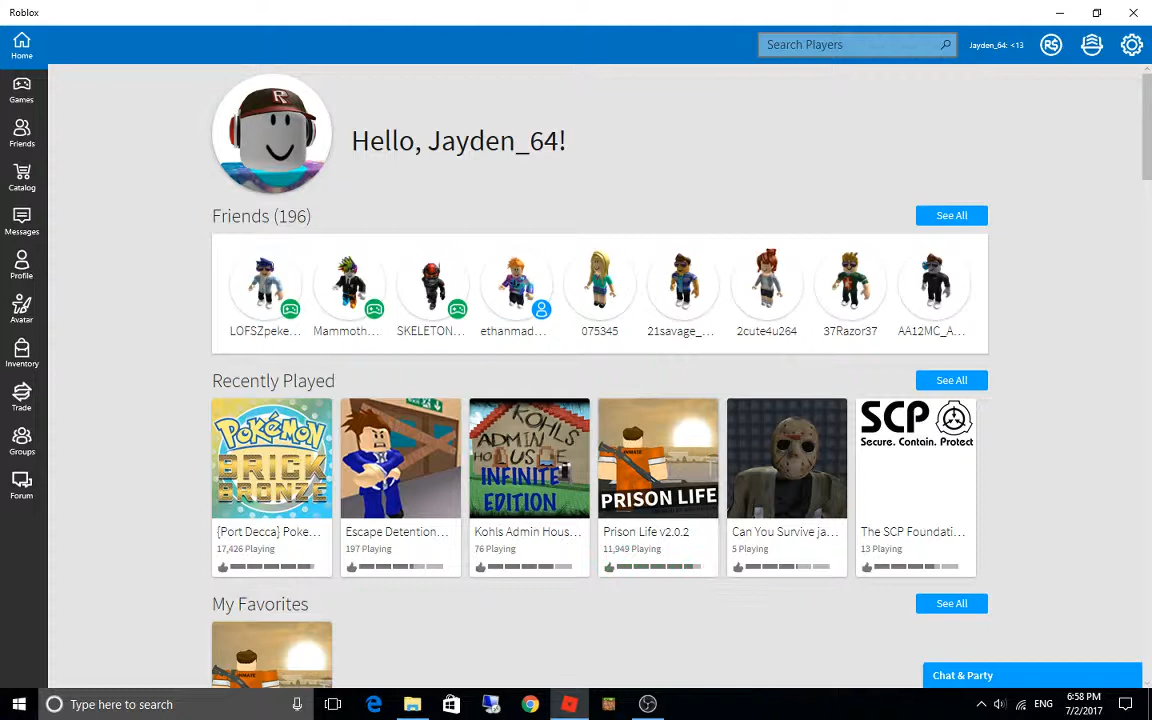 Roblox
Home
Search Players
Jayden_64: <13
R$
Games
Friends
Catalog
Messages
Profile
Avatar
Inventory
Trade
Groups
Forum
R
Hello, Jayden_64!
Friends (196)
See All
LOFSZpeke...
Mammoth...
SKELETON...
ethanmad...
075345
21savage_...
2cute4u264
37Razor37
AA12MC_A...
Recently Played
See All
Pokémon
BRICK
BRONZE
KOHLS
ADMIN
HOUSE
INFINITE
EDITION
INMATE
PRISON LIFE
SCP
Secure. Contain. Protect
{Port Decca} Poke...
17,426 Playing
Escape Detention...
197 Playing
Kohls Admin Hous...
76 Playing
Prison Life v2.0.2
11,949 Playing
Can You Survive ja...
5 Playing
The SCP Foundati...
13 Playing
My Favorites
See All
Chat & Party
Type here to search
ENG
6:58 PM
7/2/2017